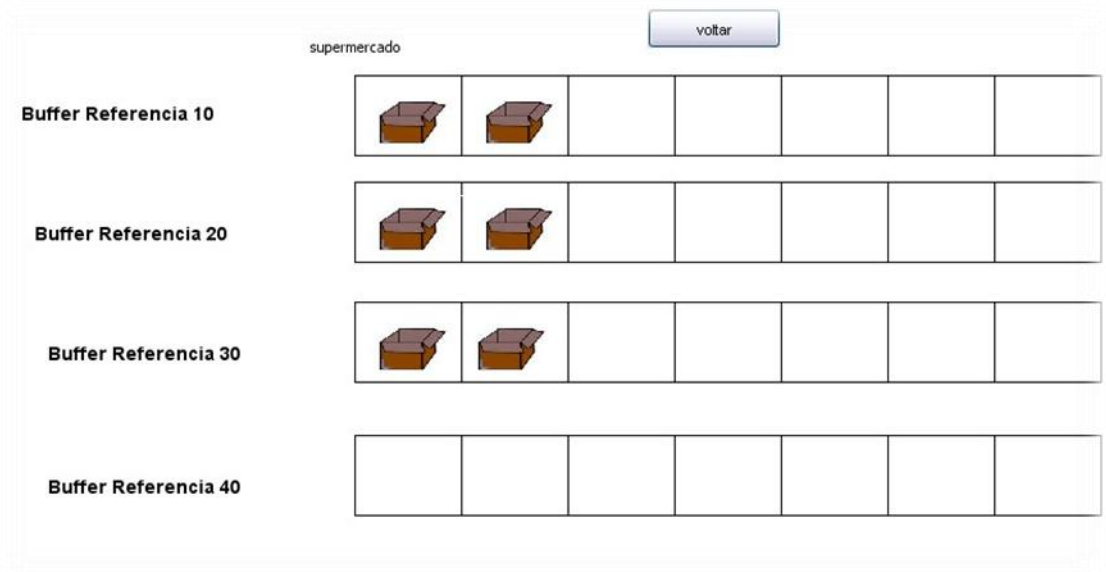 voltar
supermercado
Buffer Referencia 10
Buffer Referencia 20
Buffer Referencia 30
Buffer Referencia 40